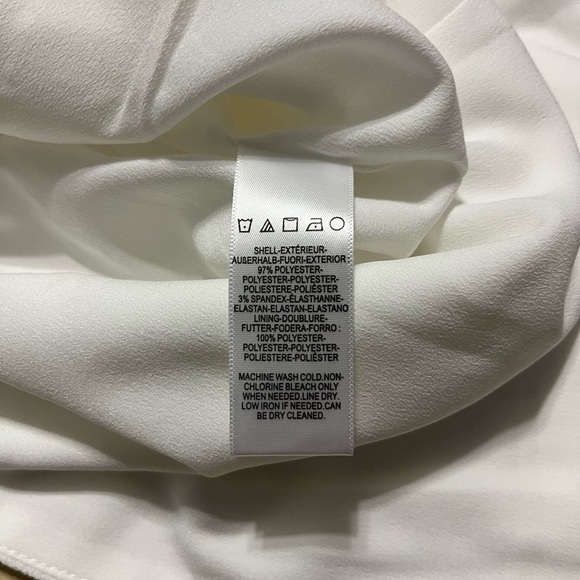 SHELL-EXTÉRIEUR-
AUßERHALB-FUORI-EXTERIOR :
97% POLYESTER-
POLYESTER-POLYESTER-
POLIESTERE-POLIÉSTER
3% SPANDEX-ÉLASTHANNE-
ELASTAN-ELASTAN-ELASTANO
LINING-DOUBLURE-
FUTTER-FODERA-FORRO :
100% POLYESTER-
POLYESTER-POLYESTER-
POLIESTERE-POLIÉSTER
MACHINE WASH COLD.NON-
CHLORINE BLEACH ONLY
WHEN NEEDED.LINE DRY.
LOW IRON IF NEEDED.CAN
BE DRY CLEANED.